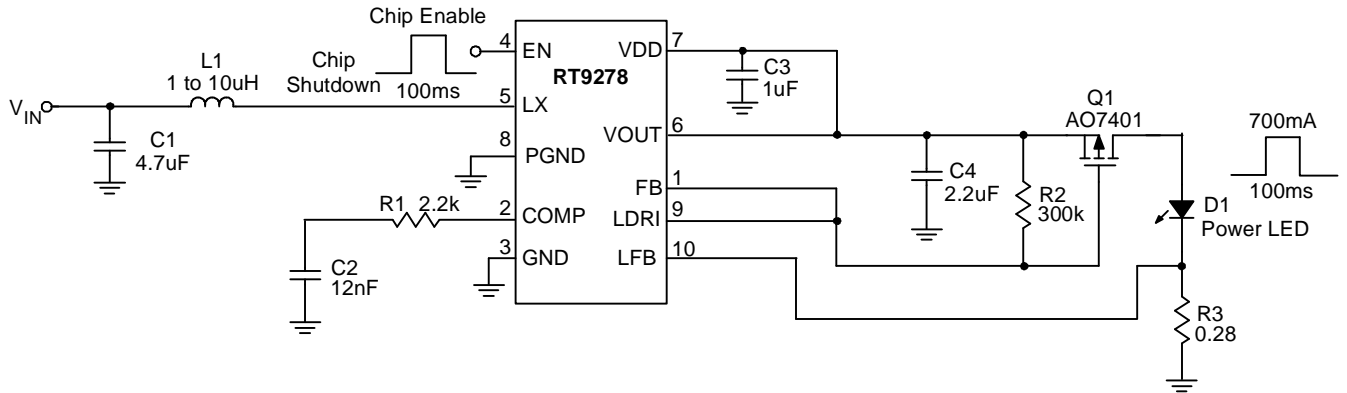 Chip Enable
Chip
Shutdown
100ms
L1
1 to 10uH
VIN
C1
4.7uF
R1 2.2k
C2
12nF
RT9278
4
EN
5
LX
8
PGND
2
COMP
3
GND
VDD
7
VOUT
6
FB
1
LDRI
9
LFB
10
C3
1uF
C4
2.2uF
R2
300k
Q1
AO7401
700mA
100ms
D1
Power LED
R3
0.28